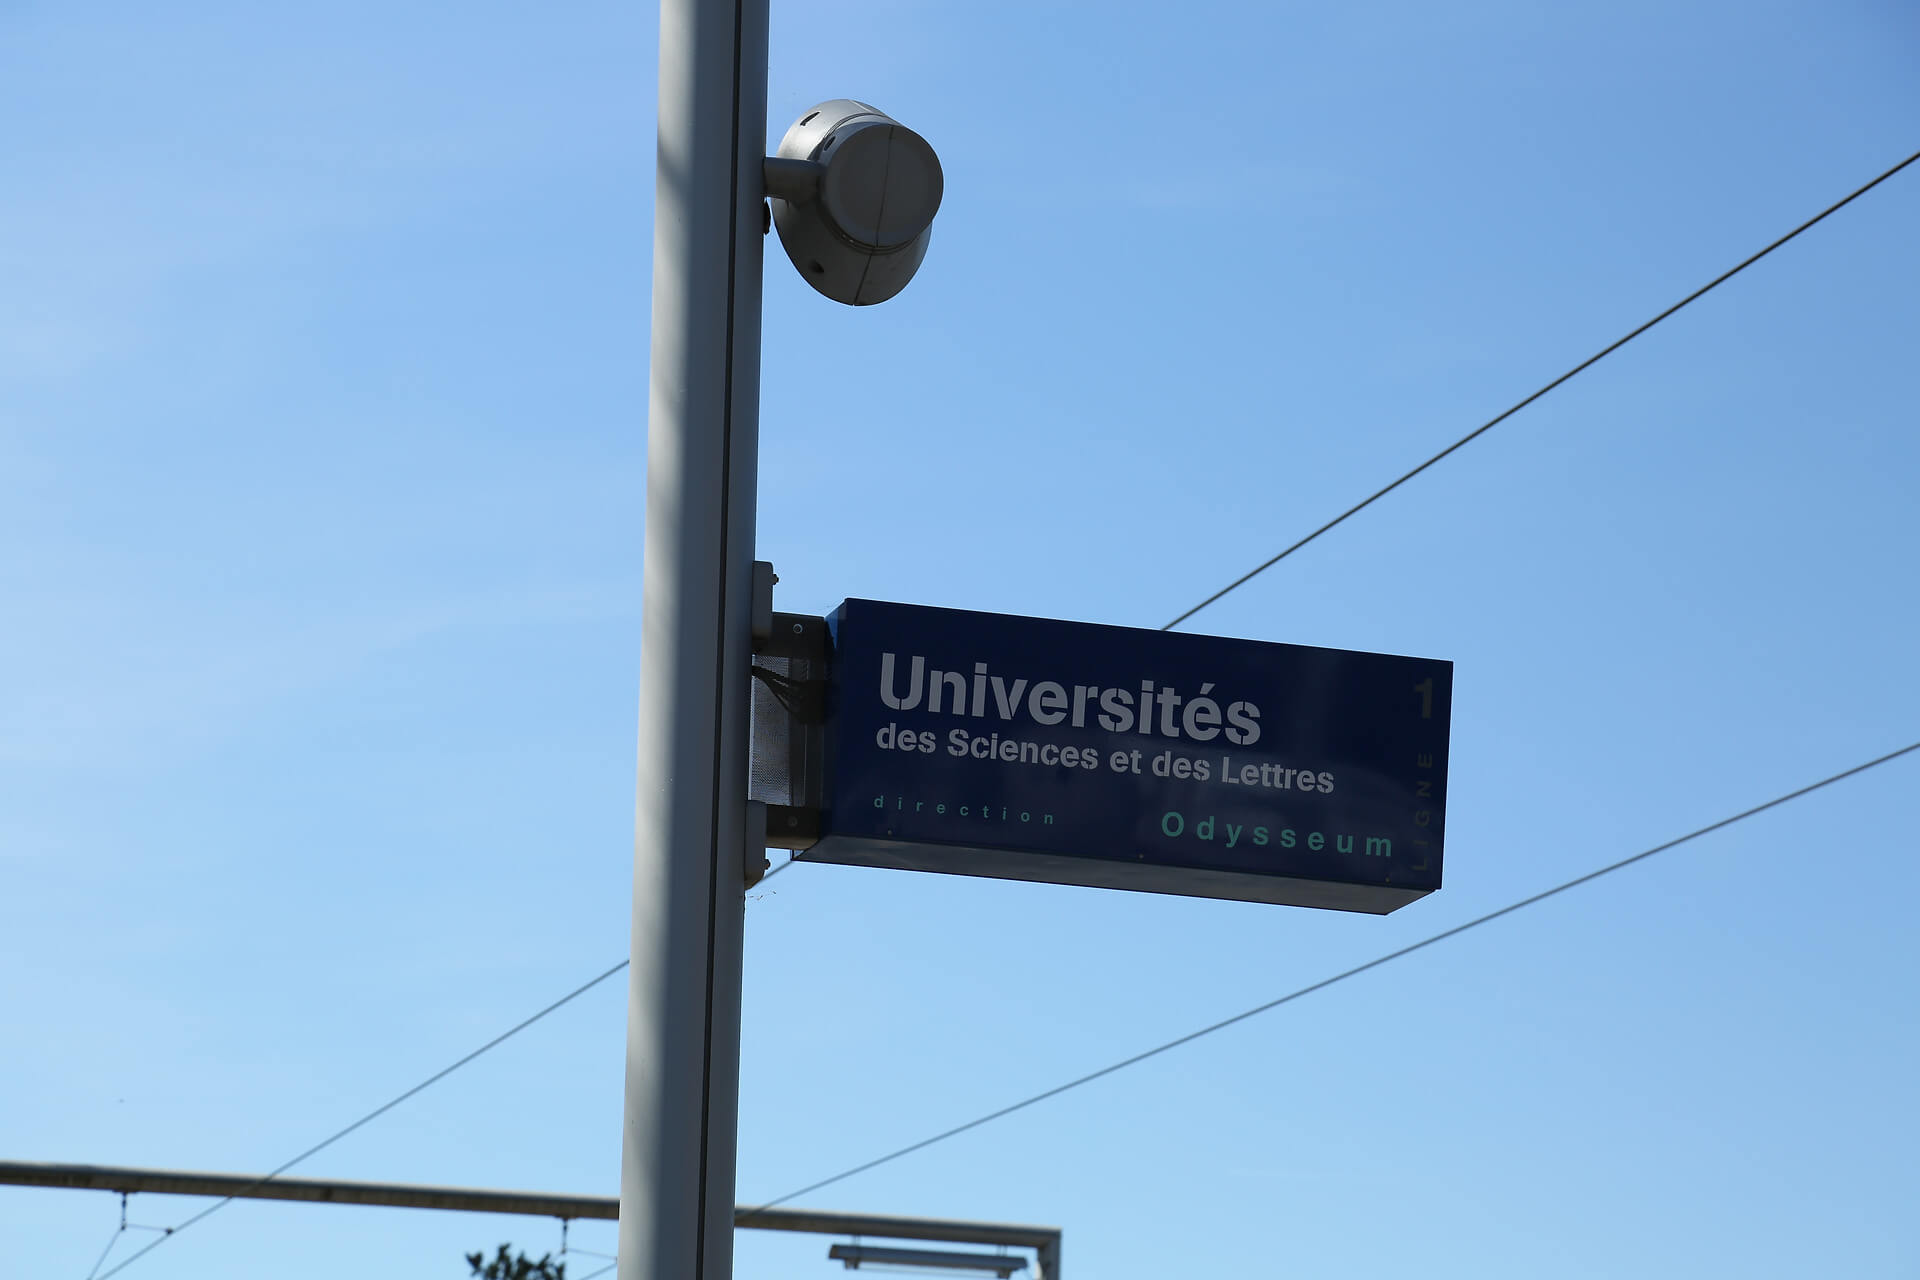 Universités
des Sciences et des Lettres
direction Odysseum
LIGNE 1